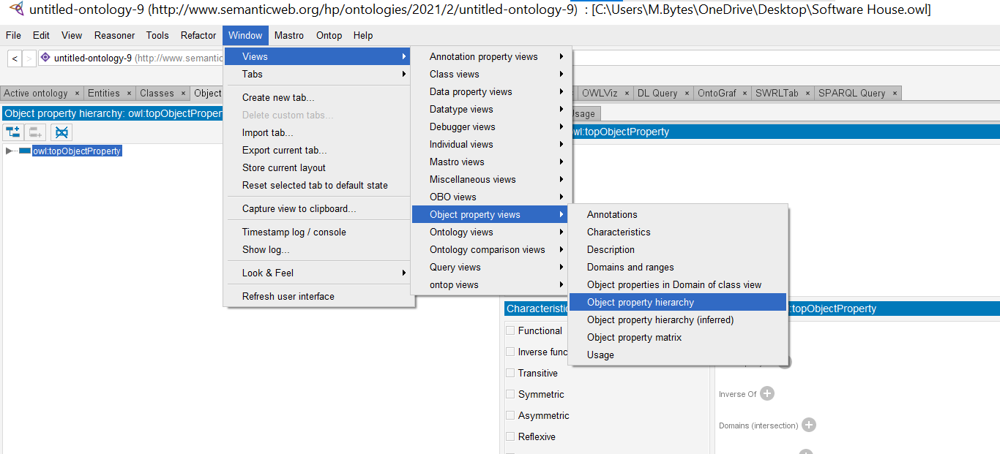 untitled-ontology-9 (http://www.semanticweb.org/hp/ontologies/2021/2/untitled-ontology-9) : [C:\Users\M.Bytes\OneDrive\Desktop\Software House.owl]
File Edit View Reasoner Tools Refactor Window Mastro Ontop Help
< > untitled-ontology-9 (http://www.semantic
Active ontology × Entities × Classes × Object
OWLViz × DL Query × OntoGraf × SWRLTab × SPARQL Query ×
Object property hierarchy: owl:topObjectProper
owl:topObjectProperty
Views
Tabs
Create new tab...
Delete custom tabs...
Import tab...
Export current tab...
Store current layout
Reset selected tab to default state
Capture view to clipboard...
Timestamp log / console
Show log...
Look & Feel
Refresh user interface
Annotation property views
Class views
Data property views
Datatype views
Debugger views
Individual views
Mastro views
Miscellaneous views
OBO views
Object property views
Ontology views
Ontology comparison views
Query views
ontop views
Annotations
Characteristics
Description
Domains and ranges
Object properties in Domain of class view
Object property hierarchy
Object property hierarchy (inferred)
Object property matrix
Usage
sage
wl:topObjectProperty
Characteristic
:topObjectProperty
Functional
Inverse func
Transitive
Symmetric
Asymmetric
Reflexive
Inverse Of
Domains (intersection)